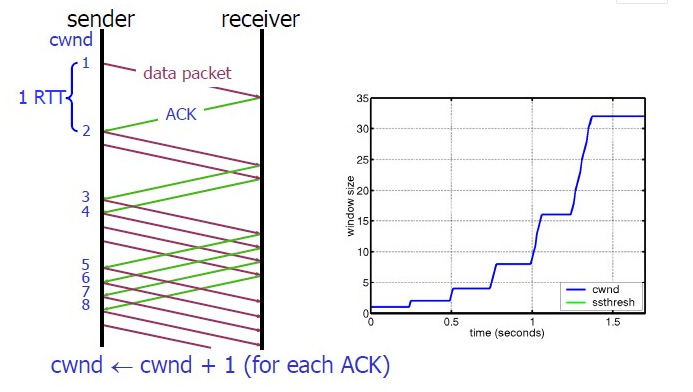 sender
receiver
cwnd
1
data packet
1 RTT
ACK
2
3
4
5
6
7
8
cwnd ← cwnd + 1 (for each ACK)
35
30
25
20
15
10
5
0
window size
0
0.5
1
1.5
time (seconds)
cwnd
ssthresh